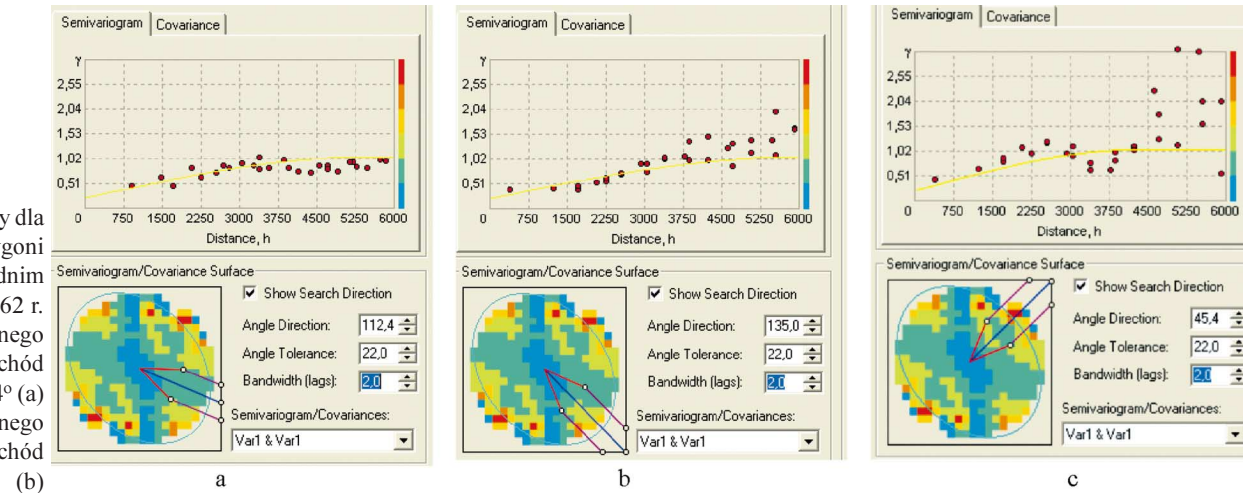 y dla
ygoni
dnim
62 r.
nego
chód
4° (a)
nego
chód
(b)
Semivariogram Covariance
γ
2,55
2,04
1,53
1,02
0,51
0 750 1500 2250 3000 3750 4500 5250 6000
Distance, h
Semivariogram/Covariance Surface
Show Search Direction
Angle Direction: 112,4
Angle Tolerance: 22,0
Bandwidth (lags): 2,0
Semivariogram/Covariances:
Var1 & Var1
a
Semivariogram Covariance
γ
2,55
2,04
1,53
1,02
0,51
0 750 1500 2250 3000 3750 4500 5250 6000
Distance, h
Semivariogram/Covariance Surface
Show Search Direction
Angle Direction: 135,0
Angle Tolerance: 22,0
Bandwidth (lags): 2,0
Semivariogram/Covariances:
Var1 & Var1
b
Semivariogram Covariance
γ
2,55
2,04
1,53
1,02
0,51
0 750 1500 2250 3000 3750 4500 5250 6000
Distance, h
Semivariogram/Covariance Surface
Show Search Direction
Angle Direction: 45,4
Angle Tolerance: 22,0
Bandwidth (lags): 2,0
Semivariogram/Covariances:
Var1 & Var1
c